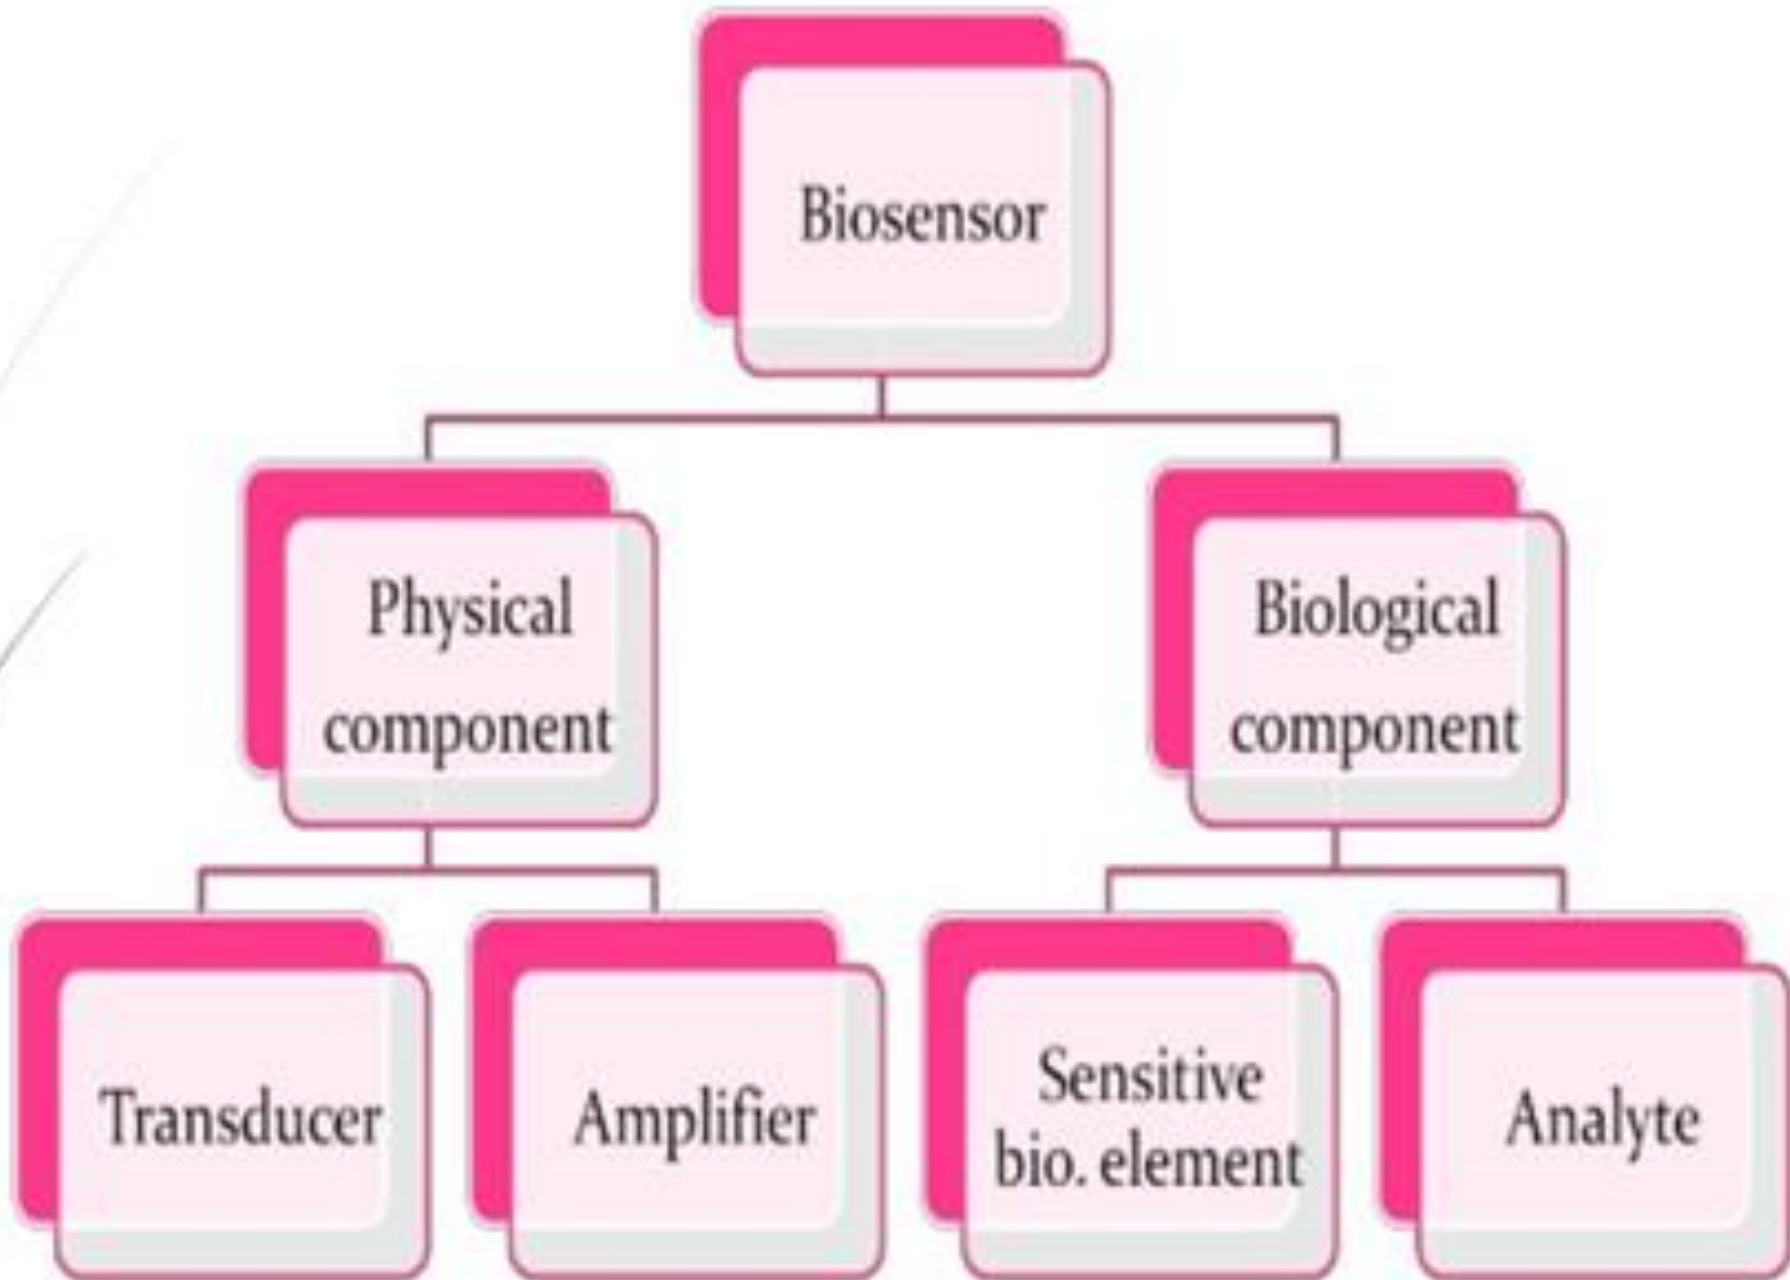 Biosensor
Physical
component
Biological
component
Transducer
Amplifier
Sensitive
bio. element
Analyte